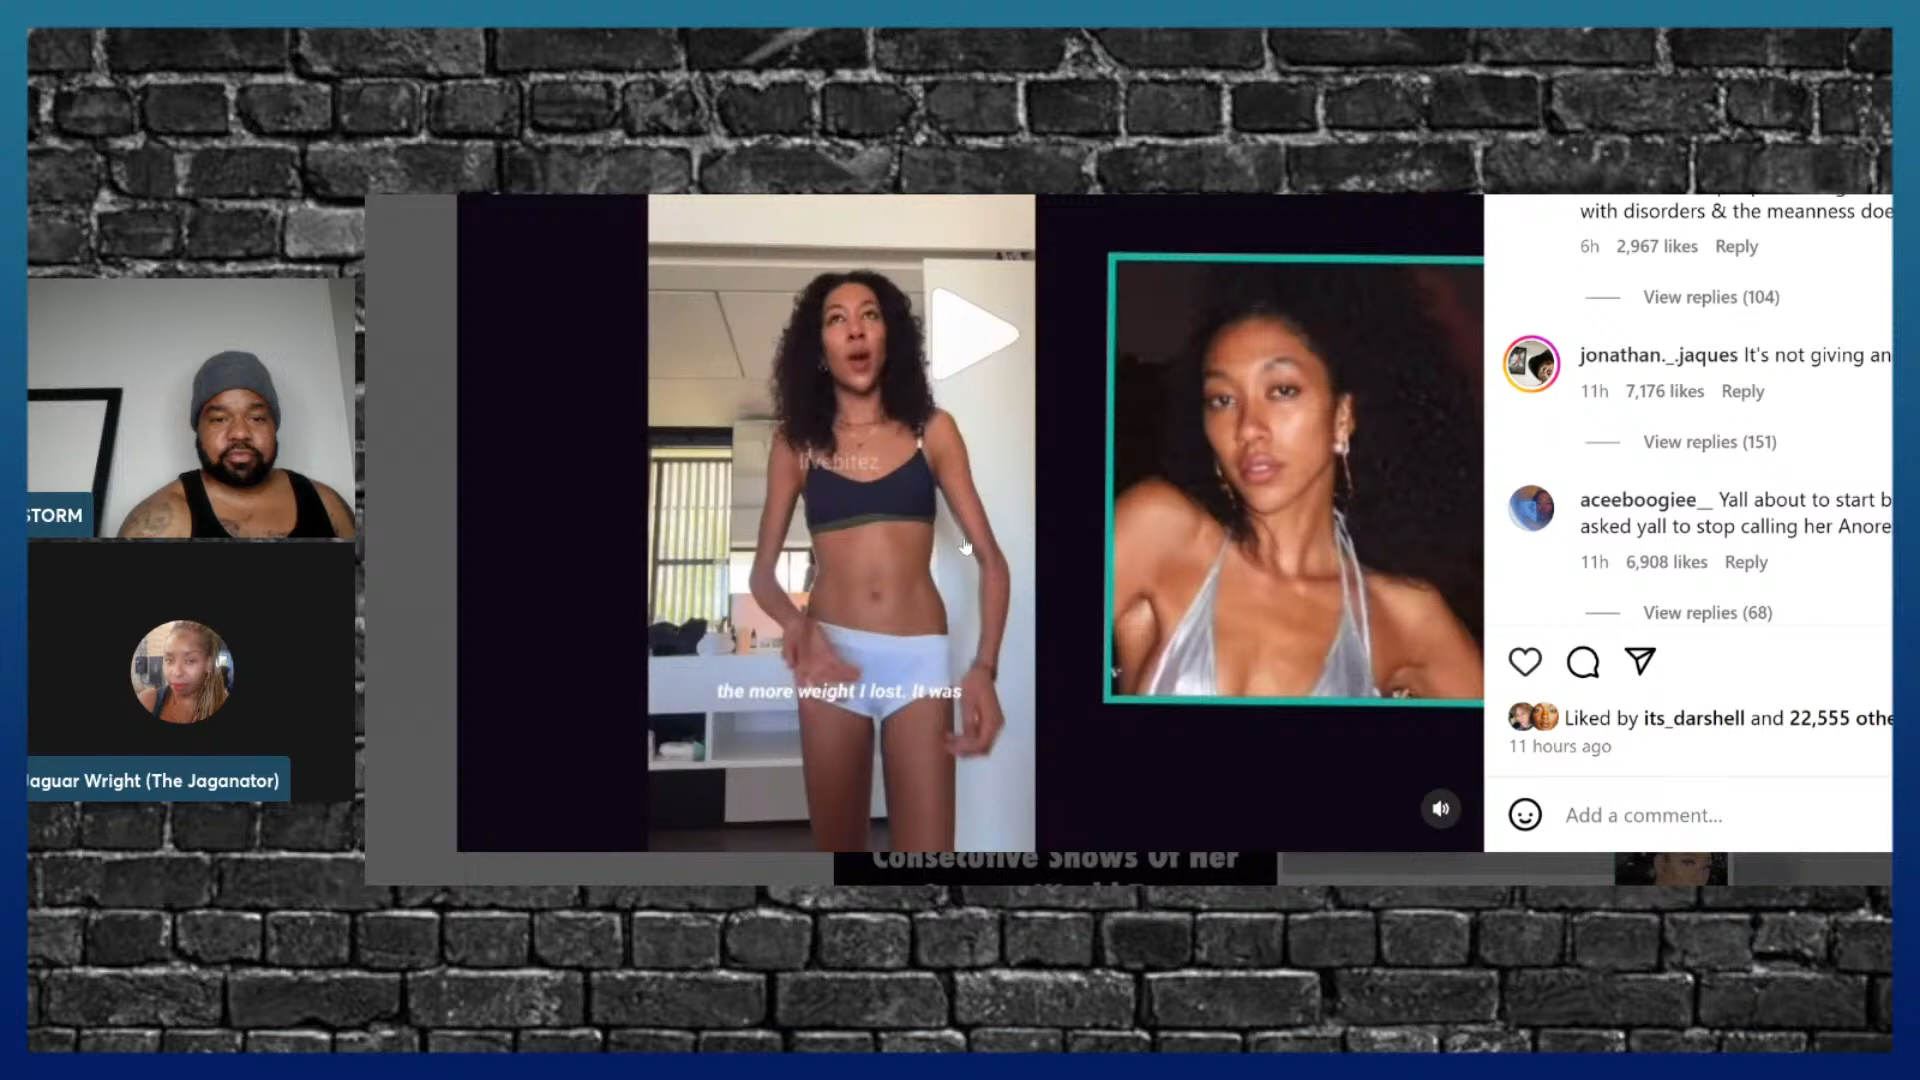 STORM
Jaguar Wright (The Jaganator)
livebitez
the more weight I lost. It was
with disorders & the meanness doe
6h 2,967 likes Reply
View replies (104)
jonathan._.jaques It's not giving an
11h 7,176 likes Reply
View replies (151)
aceeboogiee__ Yall about to start b
asked yall to stop calling her Anore
11h 6,908 likes Reply
View replies (68)
Liked by its_darshell and 22,555 othe
11 hours ago
Add a comment...
Consecutive Shows Of Her